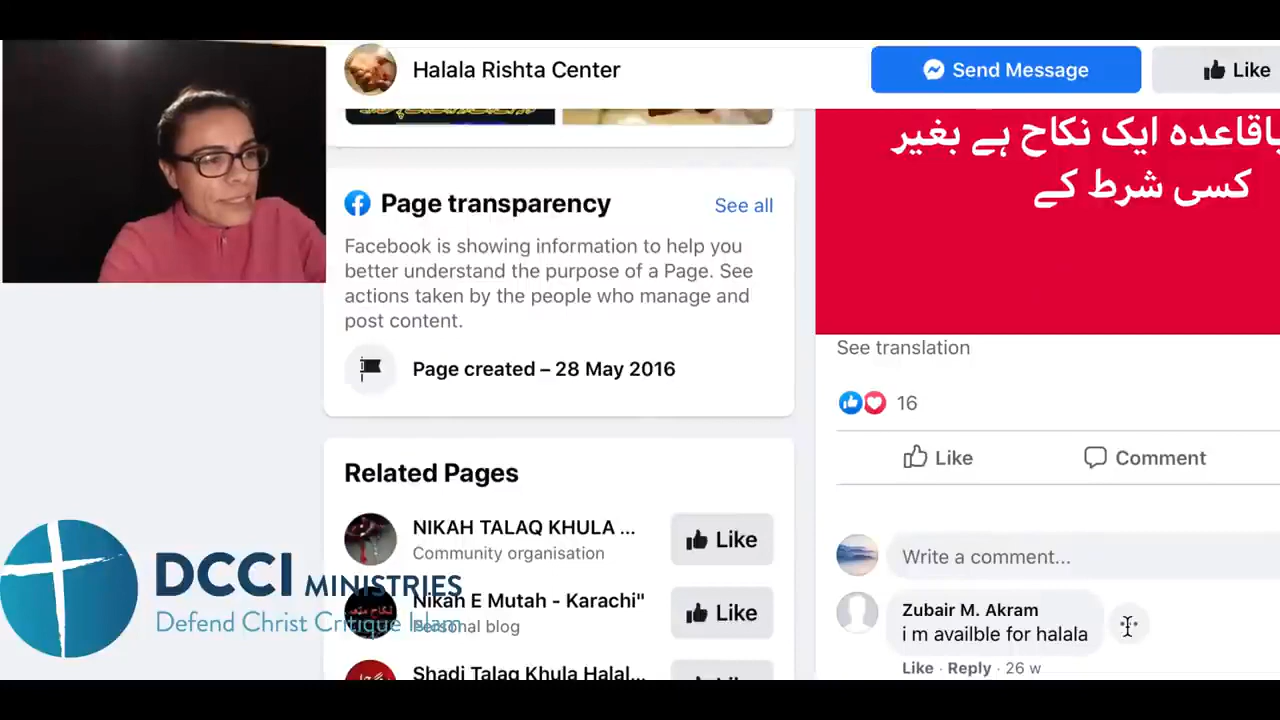 Halala Rishta Center
Send Message
Like
Page transparency
See all
Facebook is showing information to help you
better understand the purpose of a Page. See
actions taken by the people who manage and
post content.
Page created – 28 May 2016
Related Pages
NIKAH TALAQ KHULA ...
Community organisation
Like
Nikah E Mutah - Karachi"
Personal blog
Like
Shadi Talaq Khula Halal...
باقاعدہ ایک نکاح ہے بغیر
کسی شرط کے
See translation
16
Like
Comment
Write a comment...
Zubair M. Akram
i m availble for halala
Like · Reply · 26 w
DCCI MINISTRIES
Defend Christ Critique Islam